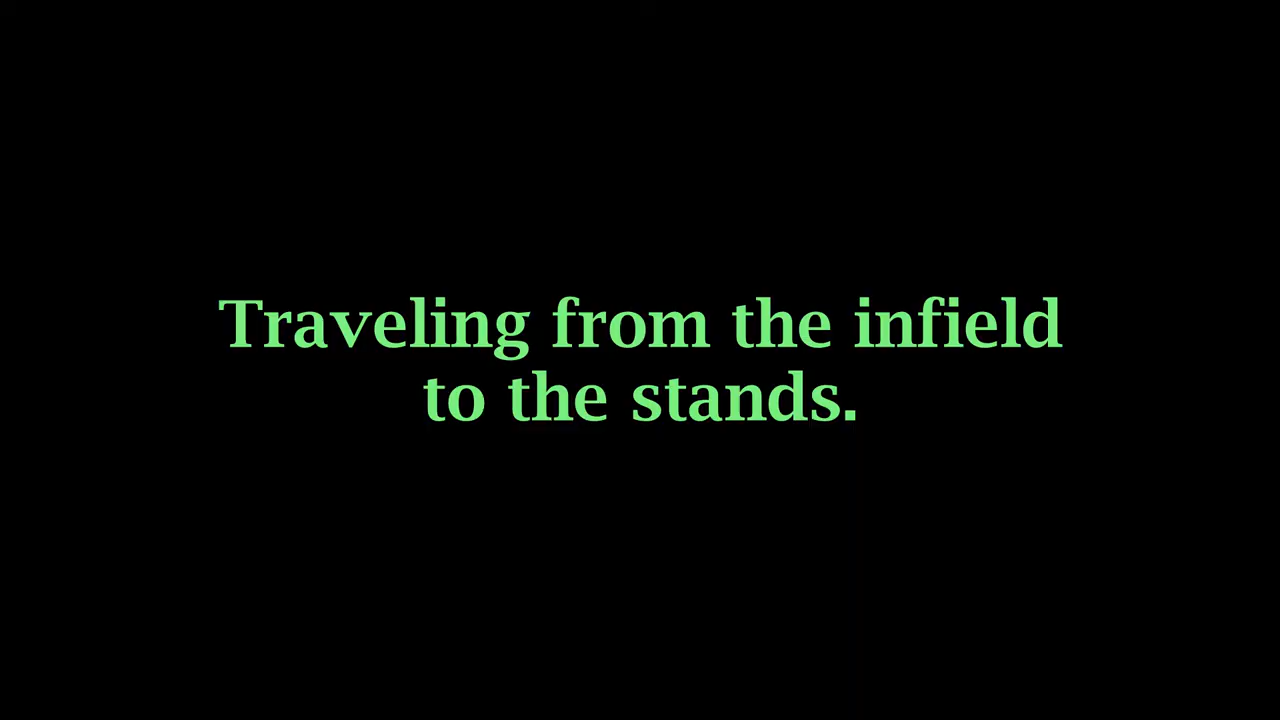 Traveling from the infield
to the stands.